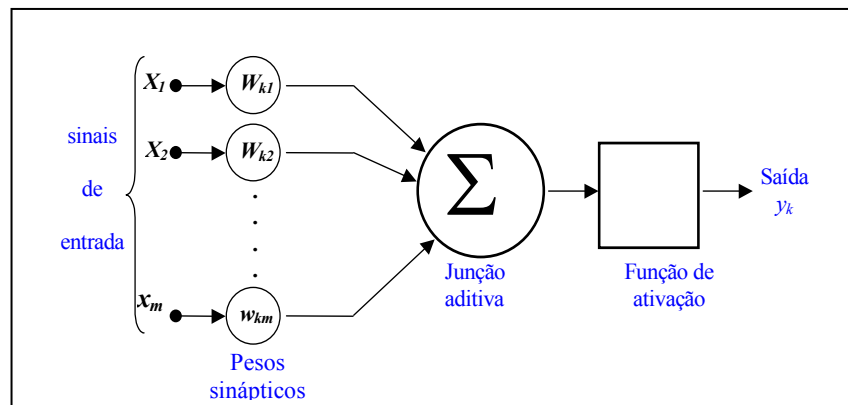 sinais
de
entrada
X1
X2
xm
Wk1
Wk2
.
.
.
.
wkm
Pesos
sinápticos
Σ
Junção
aditiva
Função de
ativação
Saída
yk